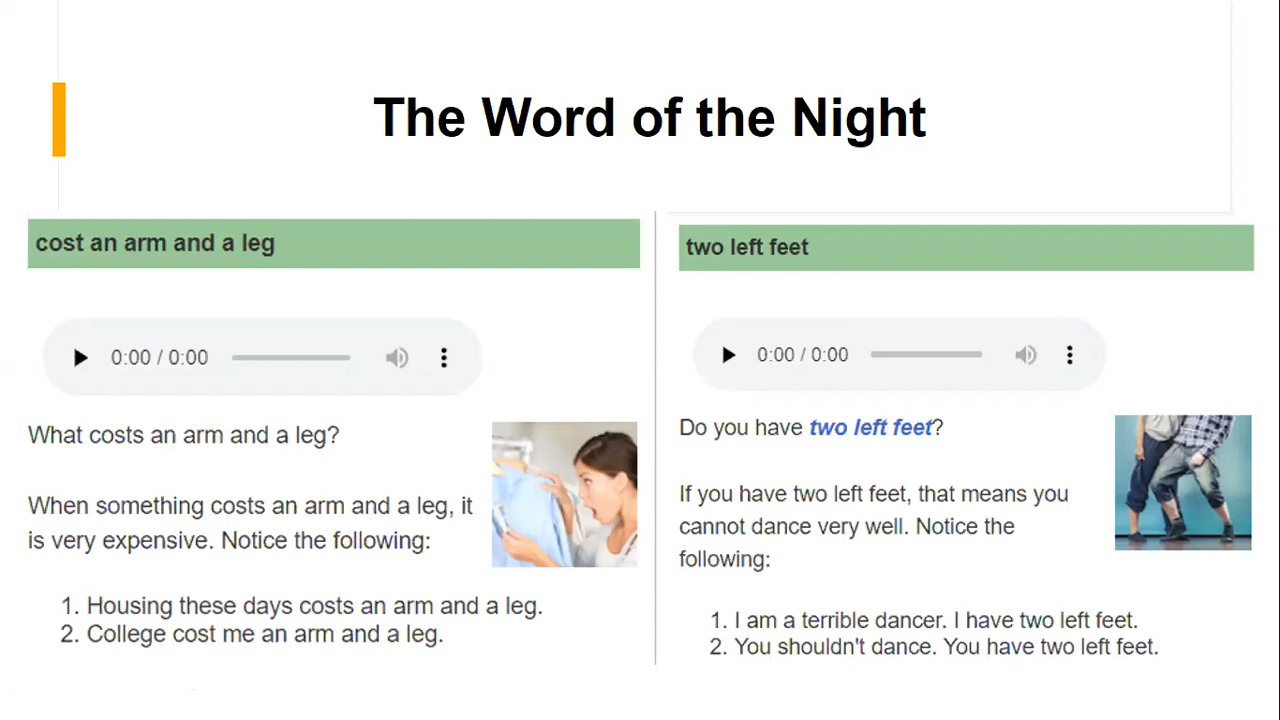 The Word of the Night
cost an arm and a leg
0:00 / 0:00
What costs an arm and a leg?
When something costs an arm and a leg, it
is very expensive. Notice the following:
1. Housing these days costs an arm and a leg.
2. College cost me an arm and a leg.
two left feet
0:00 / 0:00
Do you have two left feet?
If you have two left feet, that means you
cannot dance very well. Notice the
following:
1. I am a terrible dancer. I have two left feet.
2. You shouldn't dance. You have two left feet.